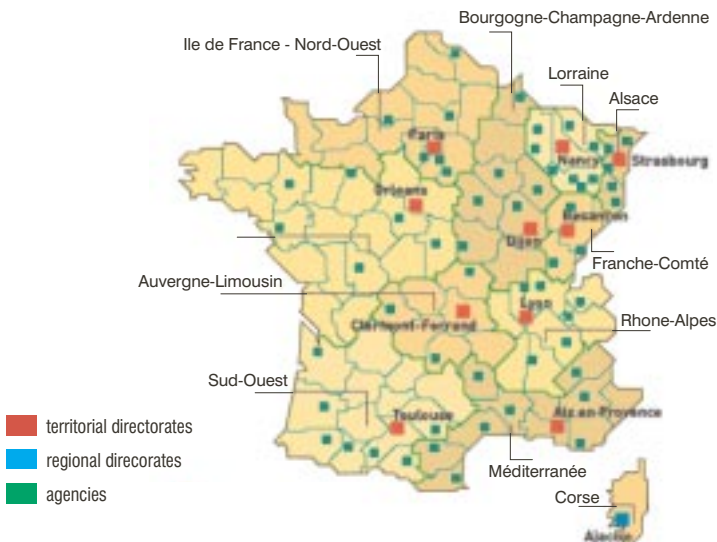 Bourgogne-Champagne-Ardenne
Ile de France - Nord-Ouest
Lorraine
Alsace
Paris
Nancy
Strasbourg
Orleans
Besancon
Dijon
Franche-Comté
Auvergne-Limousin
Lyon
Clermont-Ferrand
Rhone-Alpes
Sud-Ouest
Toulouse
Aix en-Provence
territorial directorates
regional direcorates
agencies
Méditerranée
Corse
Ajaccio